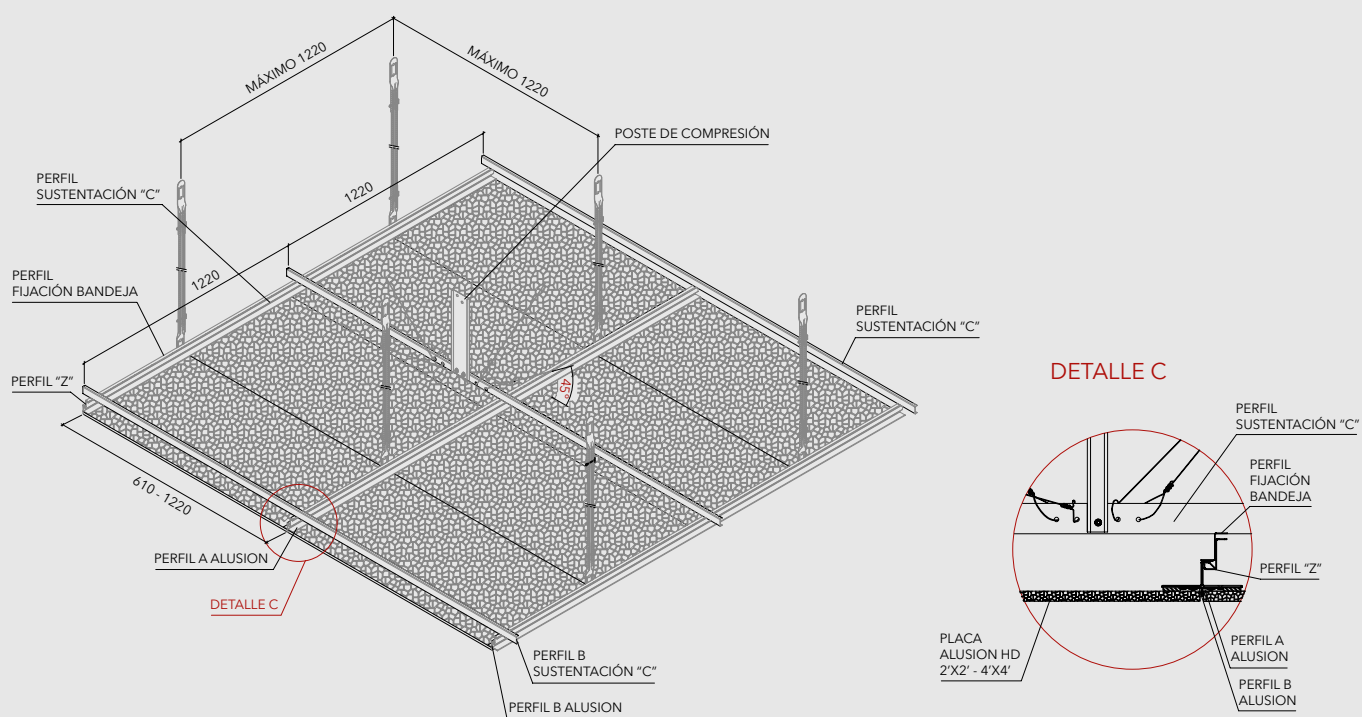 MÁXIMO 1220
MÁXIMO 1220
POSTE DE COMPRESIÓN
PERFIL
SUSTENTACIÓN "C"
1220
PERFIL
FIJACIÓN BANDEJA
1220
PERFIL
SUSTENTACIÓN "C"
PERFIL "Z"
45°
610 - 1220
PERFIL A ALUSION
DETALLE C
PERFIL B
SUSTENTACIÓN "C"
PERFIL B ALUSION
DETALLE C
PERFIL
SUSTENTACIÓN "C"
PERFIL
FIJACIÓN
BANDEJA
PERFIL "Z"
PLACA
ALUSION HD
2'X2' - 4'X4'
PERFIL A
ALUSION
PERFIL B
ALUSION